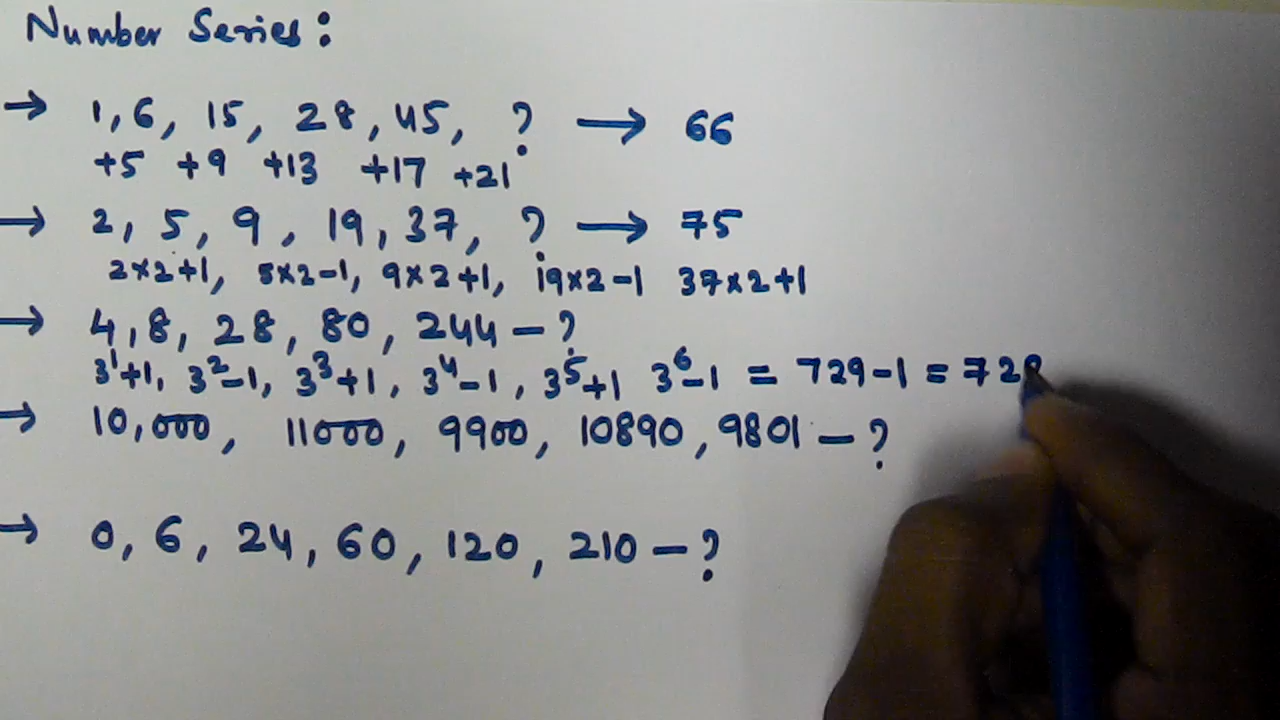 Number Series:
→ 1, 6, 15, 28, 45, ? → 66
+5 +9 +13 +17 +21
→ 2, 5, 9, 19, 37, ? → 75
2×2+1, 5×2-1, 9×2+1, 19×2-1 37×2+1
→ 4, 8, 28, 80, 244 - ?
3¹+1, 3²-1, 3³+1, 3⁴-1, 3⁵+1 3⁶-1 = 729-1 = 728
→ 10,000, 11000, 9900, 10890, 9801 - ?
→ 0, 6, 24, 60, 120, 210 - ?